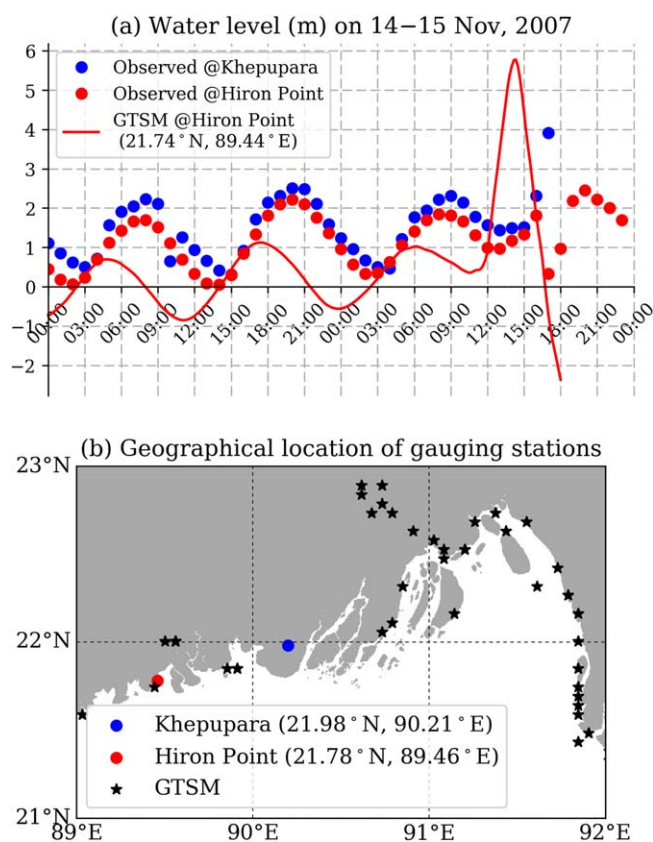 (a) Water level (m) on 14−15 Nov, 2007
6
5
4
3
2
1
0
−1
−2
Observed @Khepupara
Observed @Hiron Point
GTSM @Hiron Point
(21.74°N, 89.44°E)
00:00 03:00 06:00 09:00 12:00 15:00 18:00 21:00 00:00 03:00 06:00 09:00 12:00 15:00 18:00 21:00 00:00
(b) Geographical location of gauging stations
23°N
22°N
21°N
Khepupara (21.98°N, 90.21°E)
Hiron Point (21.78°N, 89.46°E)
GTSM
89°E 90°E 91°E 92°E